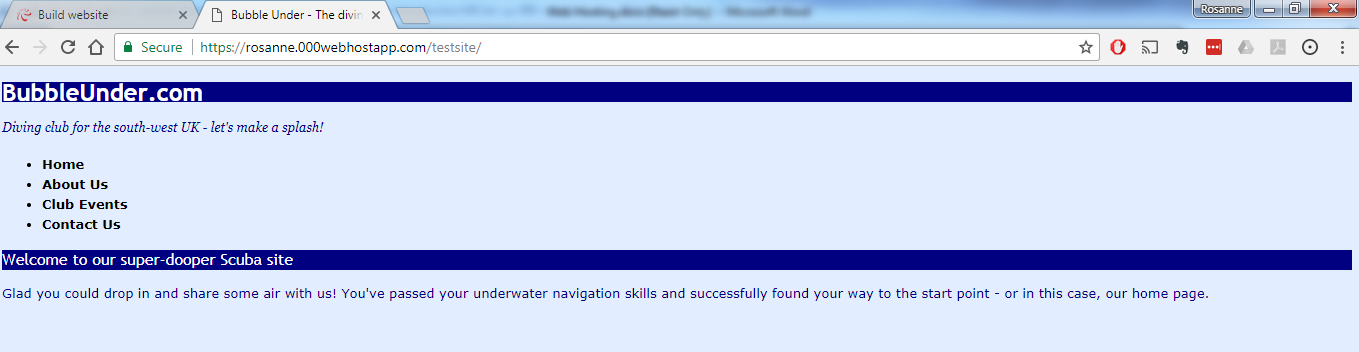 Build website
Bubble Under - The divin
Rosanne
Secure
https://rosanne.000webhostapp.com/testsite/
BubbleUnder.com
Diving club for the south-west UK - let's make a splash!
Home
About Us
Club Events
Contact Us
Welcome to our super-dooper Scuba site
Glad you could drop in and share some air with us! You've passed your underwater navigation skills and successfully found your way to the start point - or in this case, our home page.